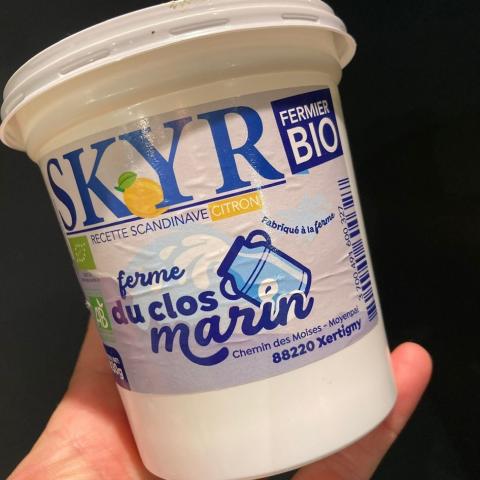 SKYR
FERMIER
BIO
RECETTE SCANDINAVE CITRON
Fabriqué à la ferme
ferme
du clos
marin
Chemin des Moises - Moyenpal
88220 Xertigny
AB